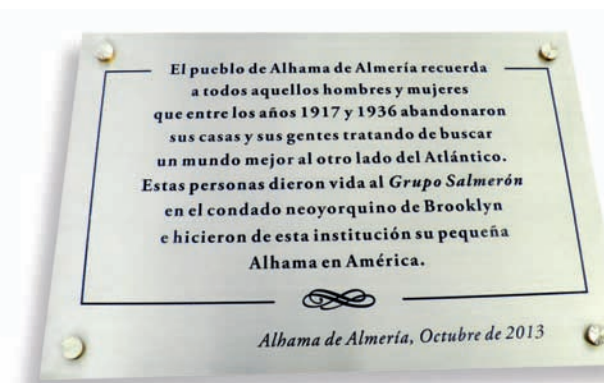 El pueblo de Alhama de Almería recuerda
a todos aquellos hombres y mujeres
que entre los años 1917 y 1936 abandonaron
sus casas y sus gentes tratando de buscar
un mundo mejor al otro lado del Atlántico.
Estas personas dieron vida al Grupo Salmerón
en el condado neoyorquino de Brooklyn
e hicieron de esta institución su pequeña
Alhama en América.
Alhama de Almería, Octubre de 2013